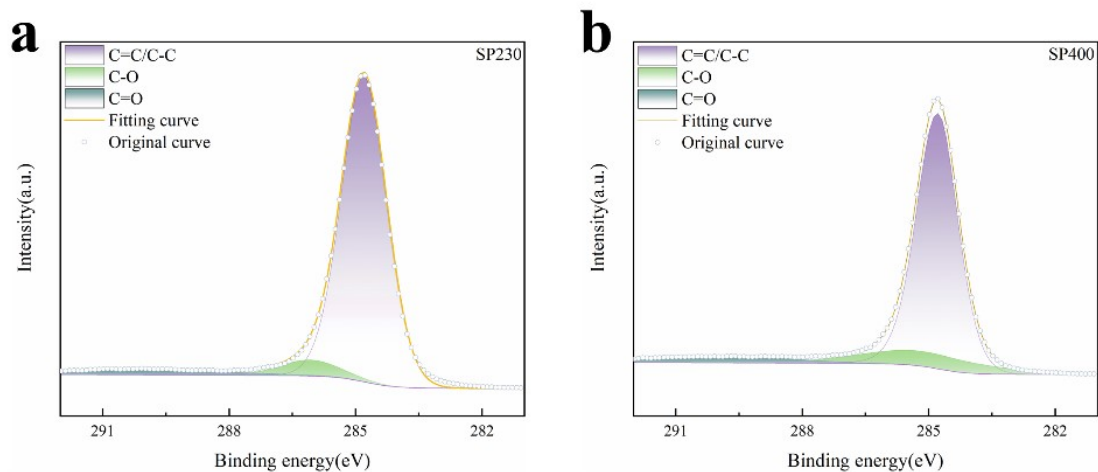 a
C=C/C-C
C-O
C=O
Fitting curve
Original curve
SP230
Intensity(a.u.)
291
288
285
282
Binding energy(eV)
b
C=C/C-C
C-O
C=O
Fitting curve
Original curve
SP400
Intensity(a.u.)
291
288
285
282
Binding energy(eV)